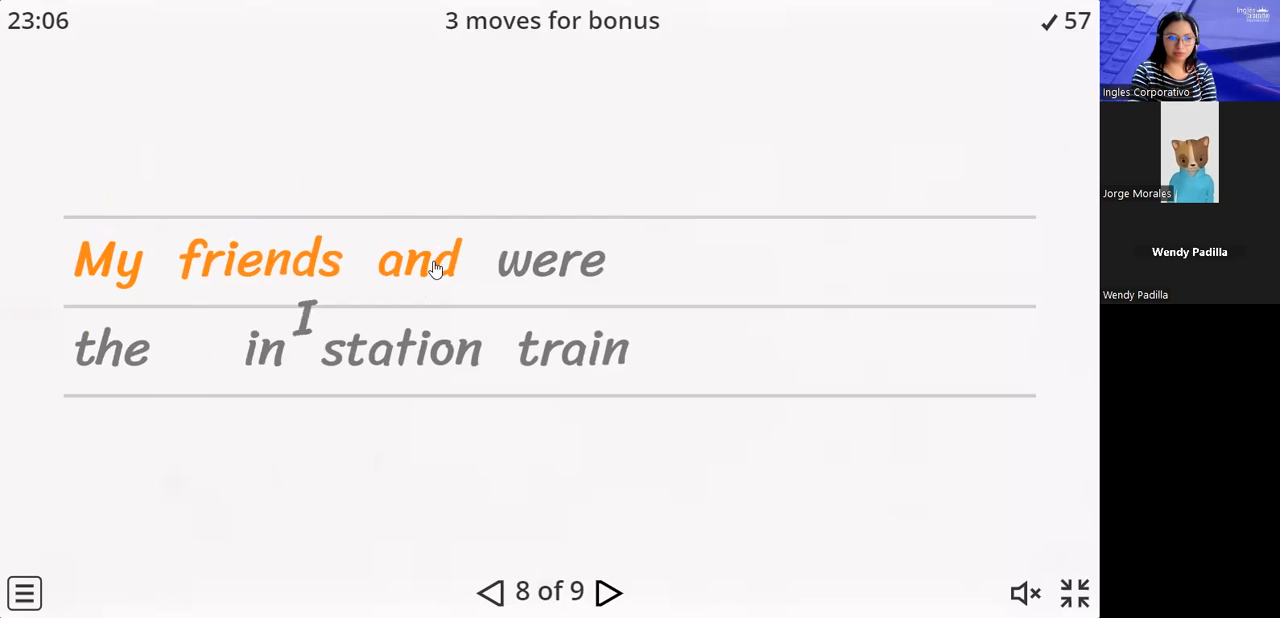 23:06 3 moves for bonus ✓ 57
My friends and were
I
the in station train
8 of 9
Ingles Corporativo
Jorge Morales
Wendy Padilla
Wendy Padilla